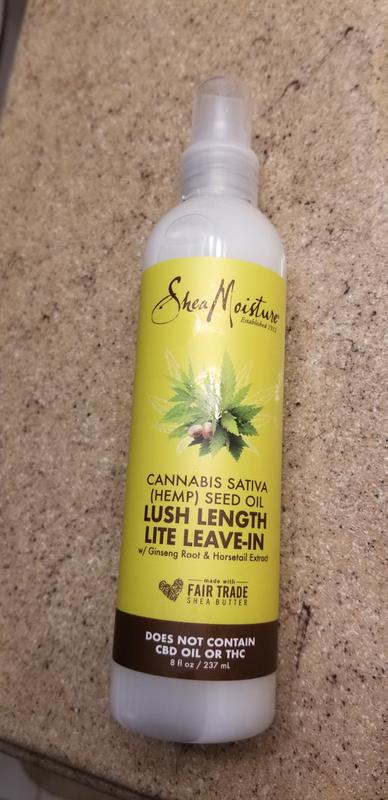 SheaMoisture
Established 1912
CANNABIS SATIVA
(HEMP) SEED OIL
LUSH LENGTH
LITE LEAVE-IN
w/ Ginseng Root & Horsetail Extract
made with
FAIR TRADE
SHEA BUTTER
DOES NOT CONTAIN
CBD OIL OR THC
8 fl oz / 237 mL